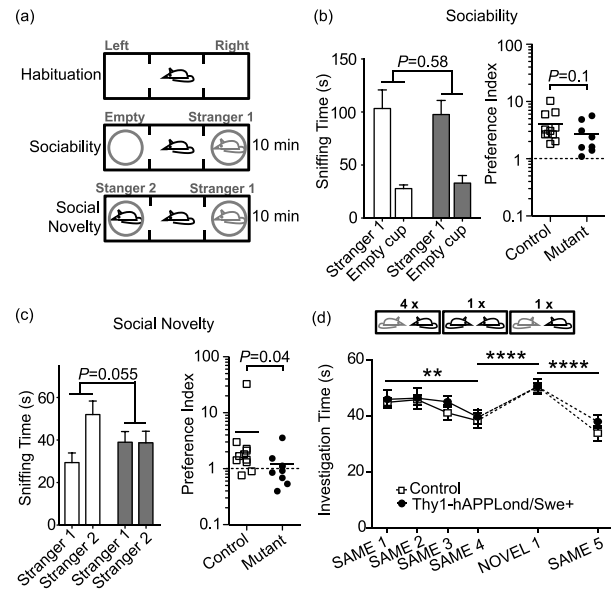 (a)
Left Right
Habituation
Empty Stranger 1
Sociability 10 min
Stanger 2 Stranger 1
Social
Novelty 10 min
(b) Sociability
Sniffing Time (s)
150
100
50
0
P=0.58
Stranger 1
Empty cup
Stranger 1
Empty cup
Preference Index
100
10
1
0.1
P=0.1
Control
Mutant
(c) Social Novelty
Sniffing Time (s)
80
60
40
20
0
P=0.055
Stranger 1
Stranger 2
Stranger 1
Stranger 2
Preference Index
100
10
1
0.1
P=0.04
Control
Mutant
(d)
4 x 1 x 1 x
Investigation Time (s)
60
40
20
0
** **** ****
Control
Thy1-hAPPLond/Swe+
SAME 1
SAME 2
SAME 3
SAME 4
NOVEL 1
SAME 5